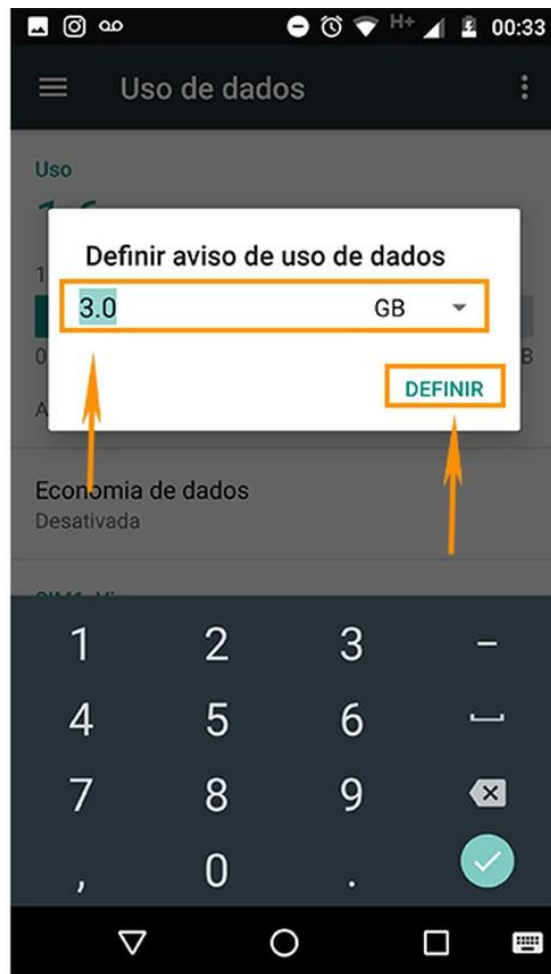 H+ 00:33
Uso de dados
Uso
Definir aviso de uso de dados
3.0 GB
DEFINIR
Economia de dados
Desativada
1 2 3 -
4 5 6
7 8 9
, 0 .